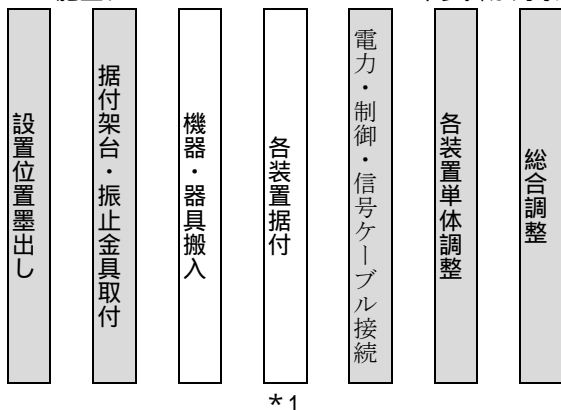 設置位置墨出し
据付架台・振止金具取付
機器・器具搬入
各装置据付
電力・制御・信号ケーブル接続
各装置単体調整
総合調整
*1